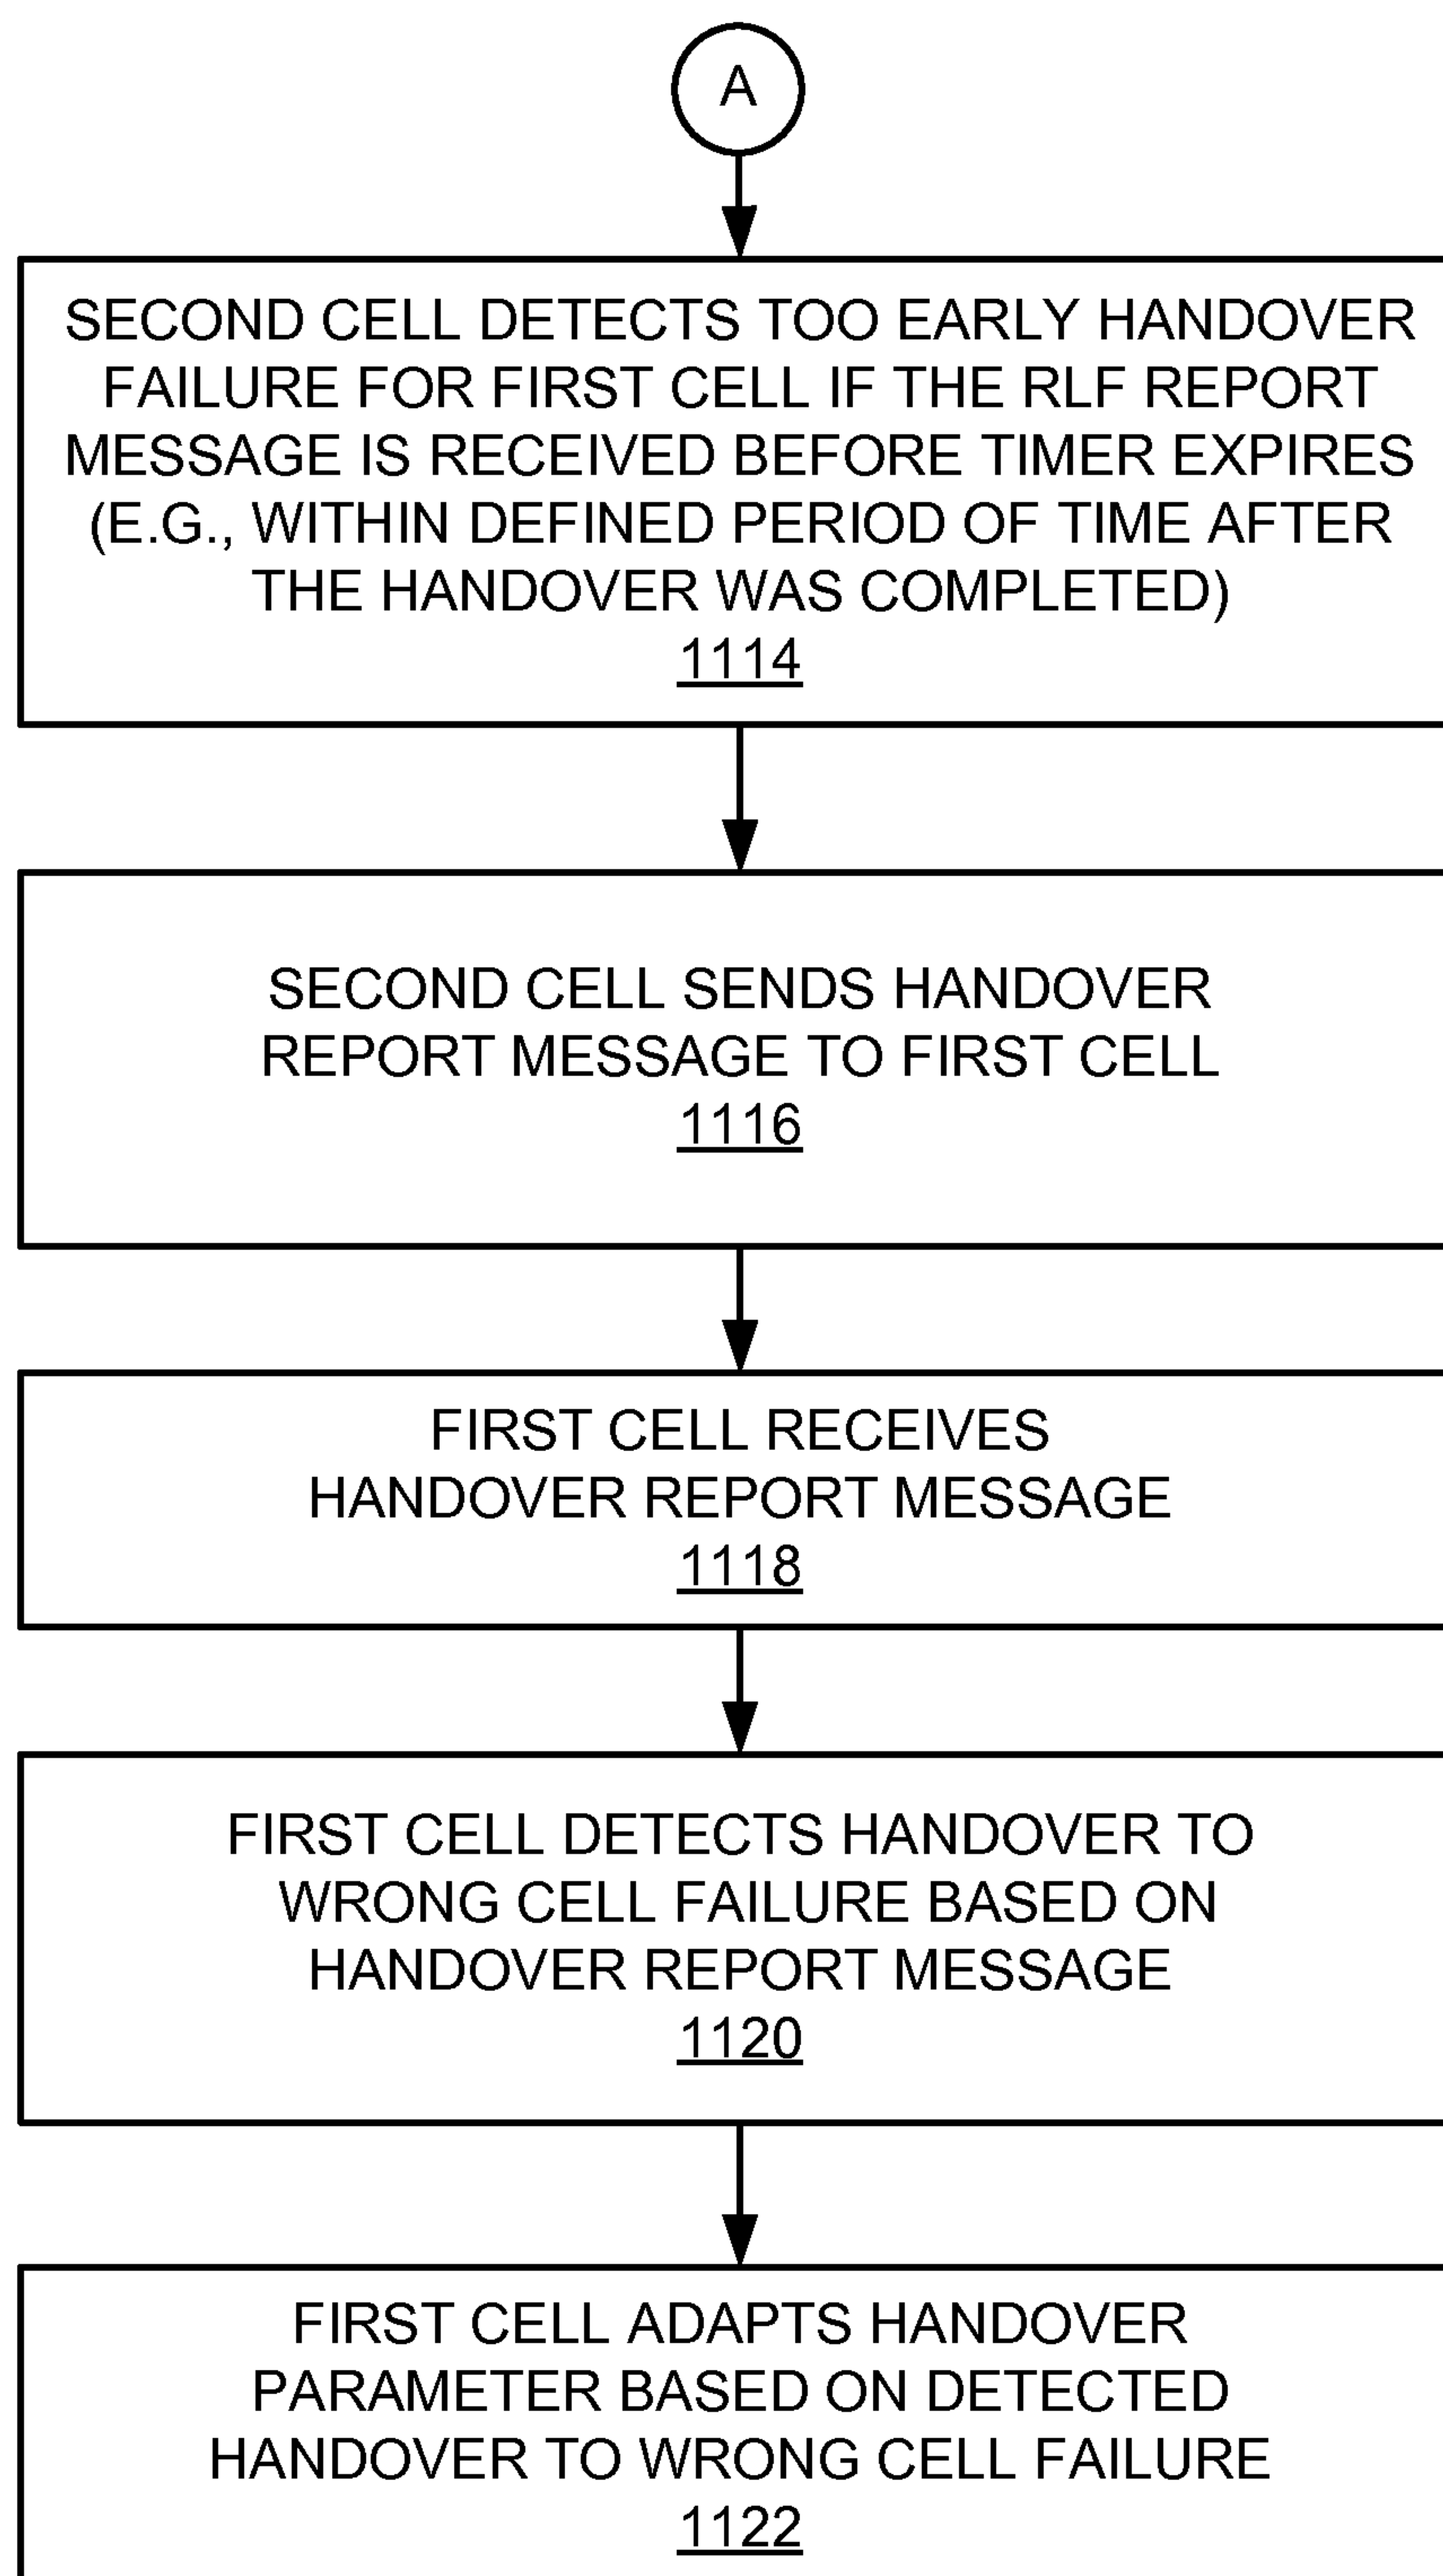 A
SECOND CELL DETECTS TOO EARLY HANDOVER
FAILURE FOR FIRST CELL IF THE RLF REPORT
MESSAGE IS RECEIVED BEFORE TIMER EXPIRES
(E.G., WITHIN DEFINED PERIOD OF TIME AFTER
THE HANDOVER WAS COMPLETED)
1114
SECOND CELL SENDS HANDOVER
REPORT MESSAGE TO FIRST CELL
1116
FIRST CELL RECEIVES
HANDOVER REPORT MESSAGE
1118
FIRST CELL DETECTS HANDOVER TO
WRONG CELL FAILURE BASED ON
HANDOVER REPORT MESSAGE
1120
FIRST CELL ADAPTS HANDOVER
PARAMETER BASED ON DETECTED
HANDOVER TO WRONG CELL FAILURE
1122